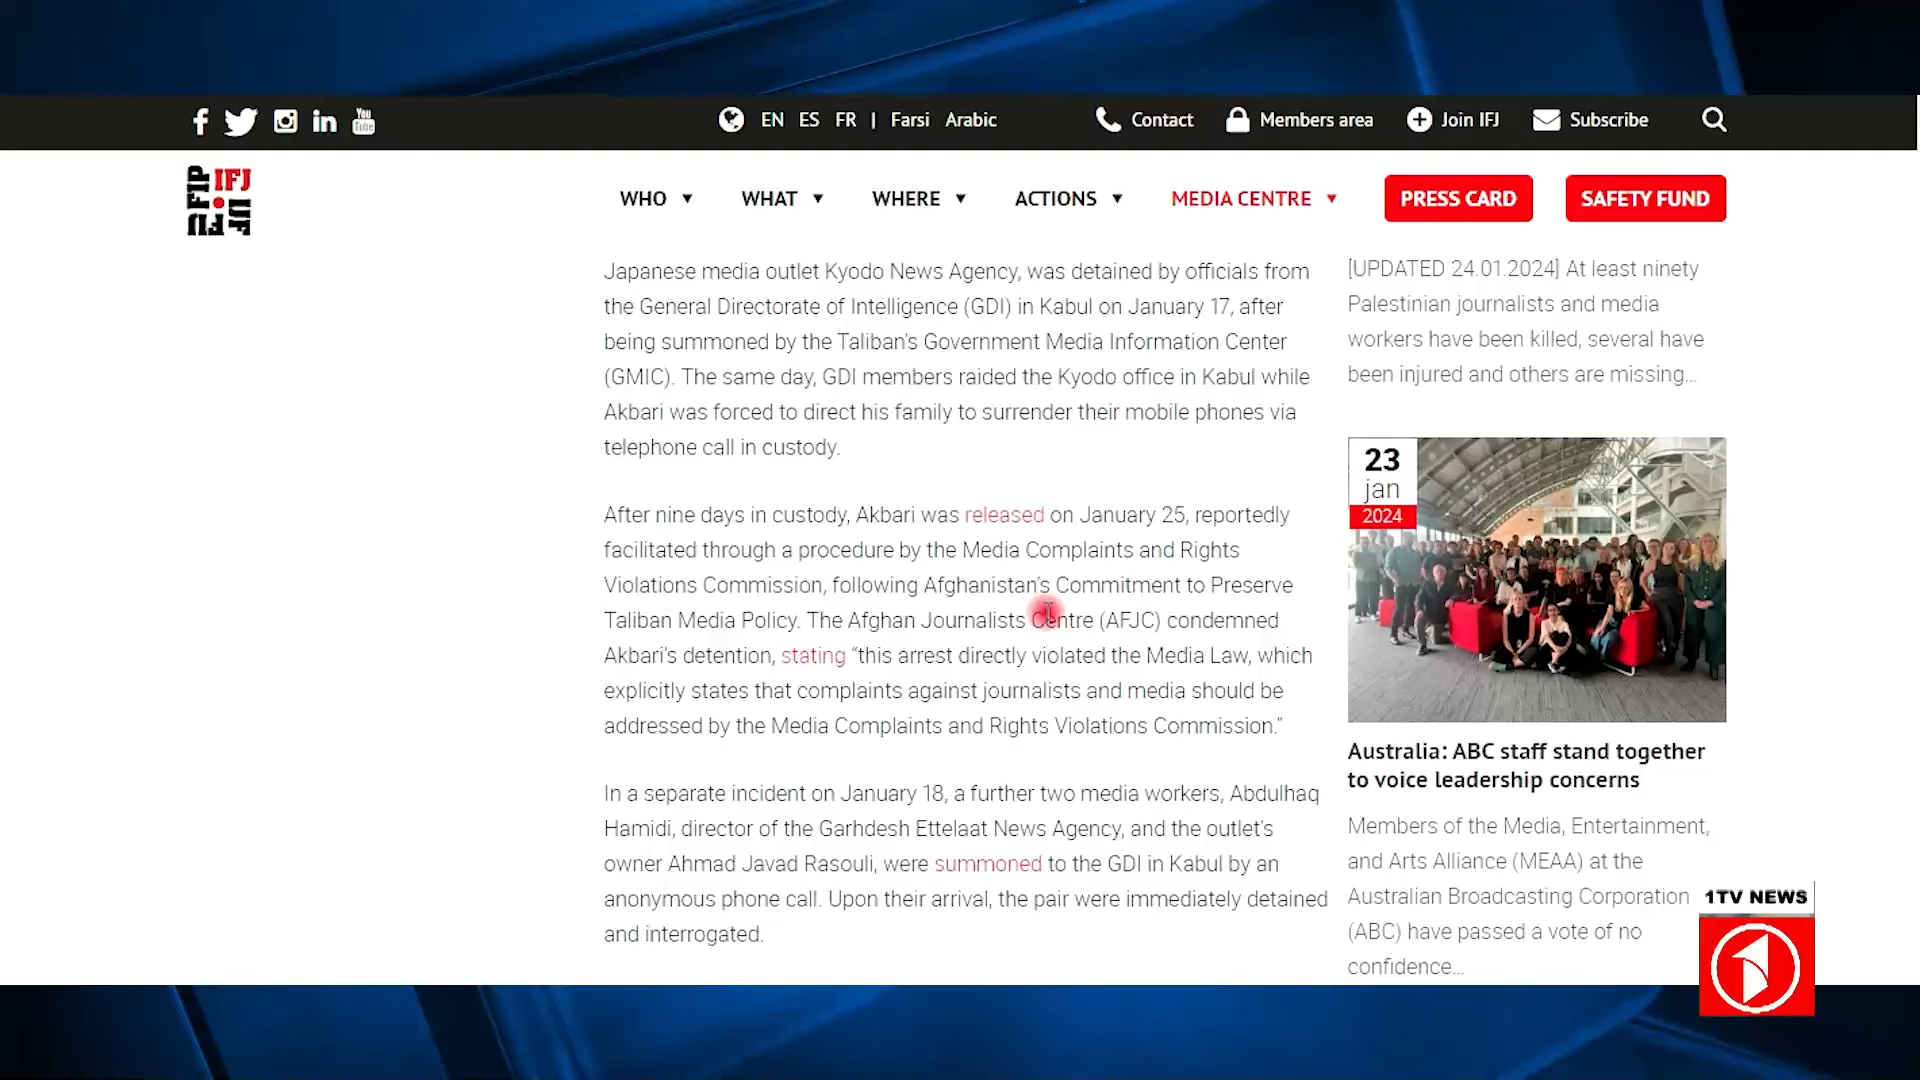 You Tube
EN ES FR | Farsi Arabic
Contact
Members area
Join IFJ
Subscribe
FIP IFJ
WHO ▼ WHAT ▼ WHERE ▼ ACTIONS ▼ MEDIA CENTRE ▼
PRESS CARD
SAFETY FUND
Japanese media outlet Kyodo News Agency, was detained by officials from
the General Directorate of Intelligence (GDI) in Kabul on January 17, after
being summoned by the Taliban's Government Media Information Center
(GMIC). The same day, GDI members raided the Kyodo office in Kabul while
Akbari was forced to direct his family to surrender their mobile phones via
telephone call in custody.
After nine days in custody, Akbari was released on January 25, reportedly
facilitated through a procedure by the Media Complaints and Rights
Violations Commission, following Afghanistan's Commitment to Preserve
Taliban Media Policy. The Afghan Journalists Centre (AFJC) condemned
Akbari's detention, stating “this arrest directly violated the Media Law, which
explicitly states that complaints against journalists and media should be
addressed by the Media Complaints and Rights Violations Commission.”
In a separate incident on January 18, a further two media workers, Abdulhaq
Hamidi, director of the Garhdesh Ettelaat News Agency, and the outlet's
owner Ahmad Javad Rasouli, were summoned to the GDI in Kabul by an
anonymous phone call. Upon their arrival, the pair were immediately detained
and interrogated.
[UPDATED 24.01.2024] At least ninety
Palestinian journalists and media
workers have been killed, several have
been injured and others are missing...
23
jan
2024
Australia: ABC staff stand together
to voice leadership concerns
Members of the Media, Entertainment,
and Arts Alliance (MEAA) at the
Australian Broadcasting Corporation
(ABC) have passed a vote of no
confidence...
1TV NEWS